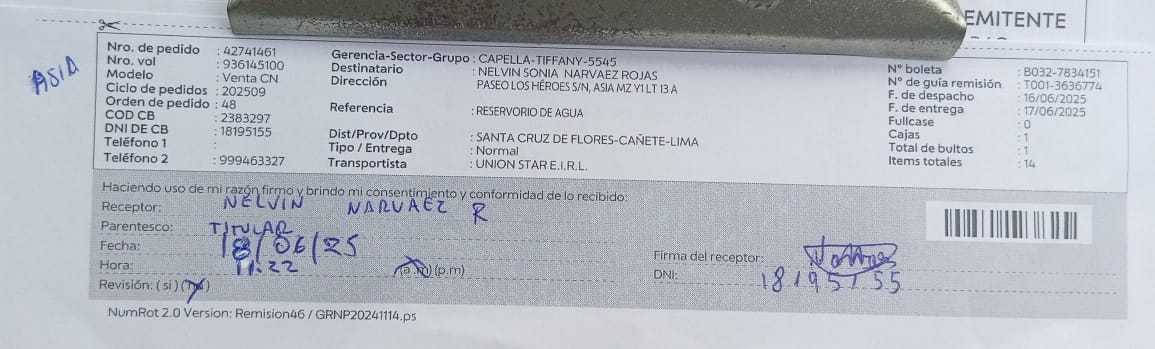 EMITENTE
ASIA
Nro. de pedido : 42741461
Nro. vol : 936145100
Modelo : Venta CN
Ciclo de pedidos : 202509
Orden de pedido : 48
COD CB : 2383297
DNI DE CB : 18195155
Teléfono 1 :
Teléfono 2 : 999463327
Gerencia-Sector-Grupo : CAPELLA-TIFFANY-5545
Destinatario : NELVIN SONIA NARVAEZ ROJAS
Dirección PASEO LOS HÉROES S/N, ASIA MZ Y1 LT 13 A
Referencia : RESERVORIO DE AGUA
Dist/Prov/Dpto : SANTA CRUZ DE FLORES-CAÑETE-LIMA
Tipo / Entrega : Normal
Transportista : UNION STAR E.I.R.L.
N° boleta : B032-7834151
N° de guía remisión : T001-3636774
F. de despacho : 16/06/2025
F. de entrega : 17/06/2025
Fullcase : 0
Cajas : 1
Total de bultos : 1
Items totales : 14
Haciendo uso de mi razón firmo y brindo mi consentimiento y conformidad de lo recibido:
Receptor: NELVIN NARVAEZ R
Parentesco: TITULAR
Fecha: 18/06/25
Hora: 11:22 (a.m) (p.m)
Revisión: (si) (no)
Firma del receptor:
DNI: 18195155
NumRot 2.0 Version: Remision46 / GRNP20241114.ps